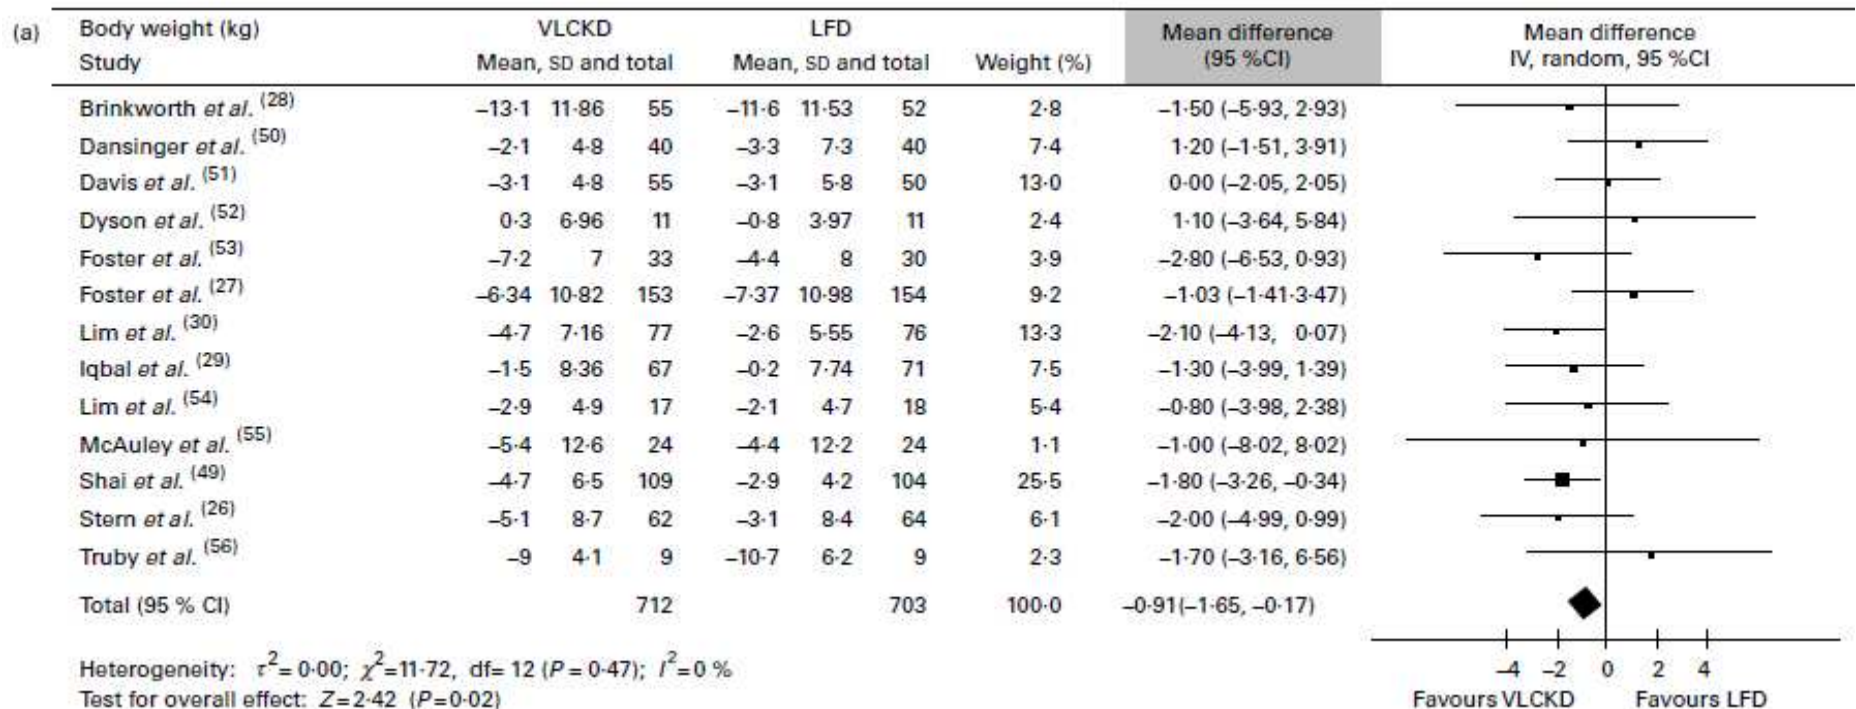 (a) Body weight (kg) VLCKD LFD Mean difference Mean difference
Study Mean, SD and total Mean, SD and total Weight (%) (95 %CI) IV, random, 95 %CI
Brinkworth et al. (28) –13·1 11·86 55 –11·6 11·53 52 2·8 –1·50 (–5·93, 2·93)
Dansinger et al. (50) –2·1 4·8 40 –3·3 7·3 40 7·4 1·20 (–1·51, 3·91)
Davis et al. (51) –3·1 4·8 55 –3·1 5·8 50 13·0 0·00 (–2·05, 2·05)
Dyson et al. (52) 0·3 6·96 11 –0·8 3·97 11 2·4 1·10 (–3·64, 5·84)
Foster et al. (53) –7·2 7 33 –4·4 8 30 3·9 –2·80 (–6·53, 0·93)
Foster et al. (27) –6·34 10·82 153 –7·37 10·98 154 9·2 –1·03 (–1·41·3·47)
Lim et al. (30) –4·7 7·16 77 –2·6 5·55 76 13·3 –2·10 (–4·13, 0·07)
Iqbal et al. (29) –1·5 8·36 67 –0·2 7·74 71 7·5 –1·30 (–3·99, 1·39)
Lim et al. (54) –2·9 4·9 17 –2·1 4·7 18 5·4 –0·80 (–3·98, 2·38)
McAuley et al. (55) –5·4 12·6 24 –4·4 12·2 24 1·1 –1·00 (–8·02, 8·02)
Shai et al. (49) –4·7 6·5 109 –2·9 4·2 104 25·5 –1·80 (–3·26, –0·34)
Stern et al. (26) –5·1 8·7 62 –3·1 8·4 64 6·1 –2·00 (–4·99, 0·99)
Truby et al. (56) –9 4·1 9 –10·7 6·2 9 2·3 –1·70 (–3·16, 6·56)
Total (95 % CI) 712 703 100·0 –0·91(–1·65, –0·17)
Heterogeneity: τ²= 0·00; χ²=11·72, df= 12 (P = 0·47); I²=0 % –4 –2 0 2 4
Test for overall effect: Z=2·42 (P=0·02) Favours VLCKD Favours LFD